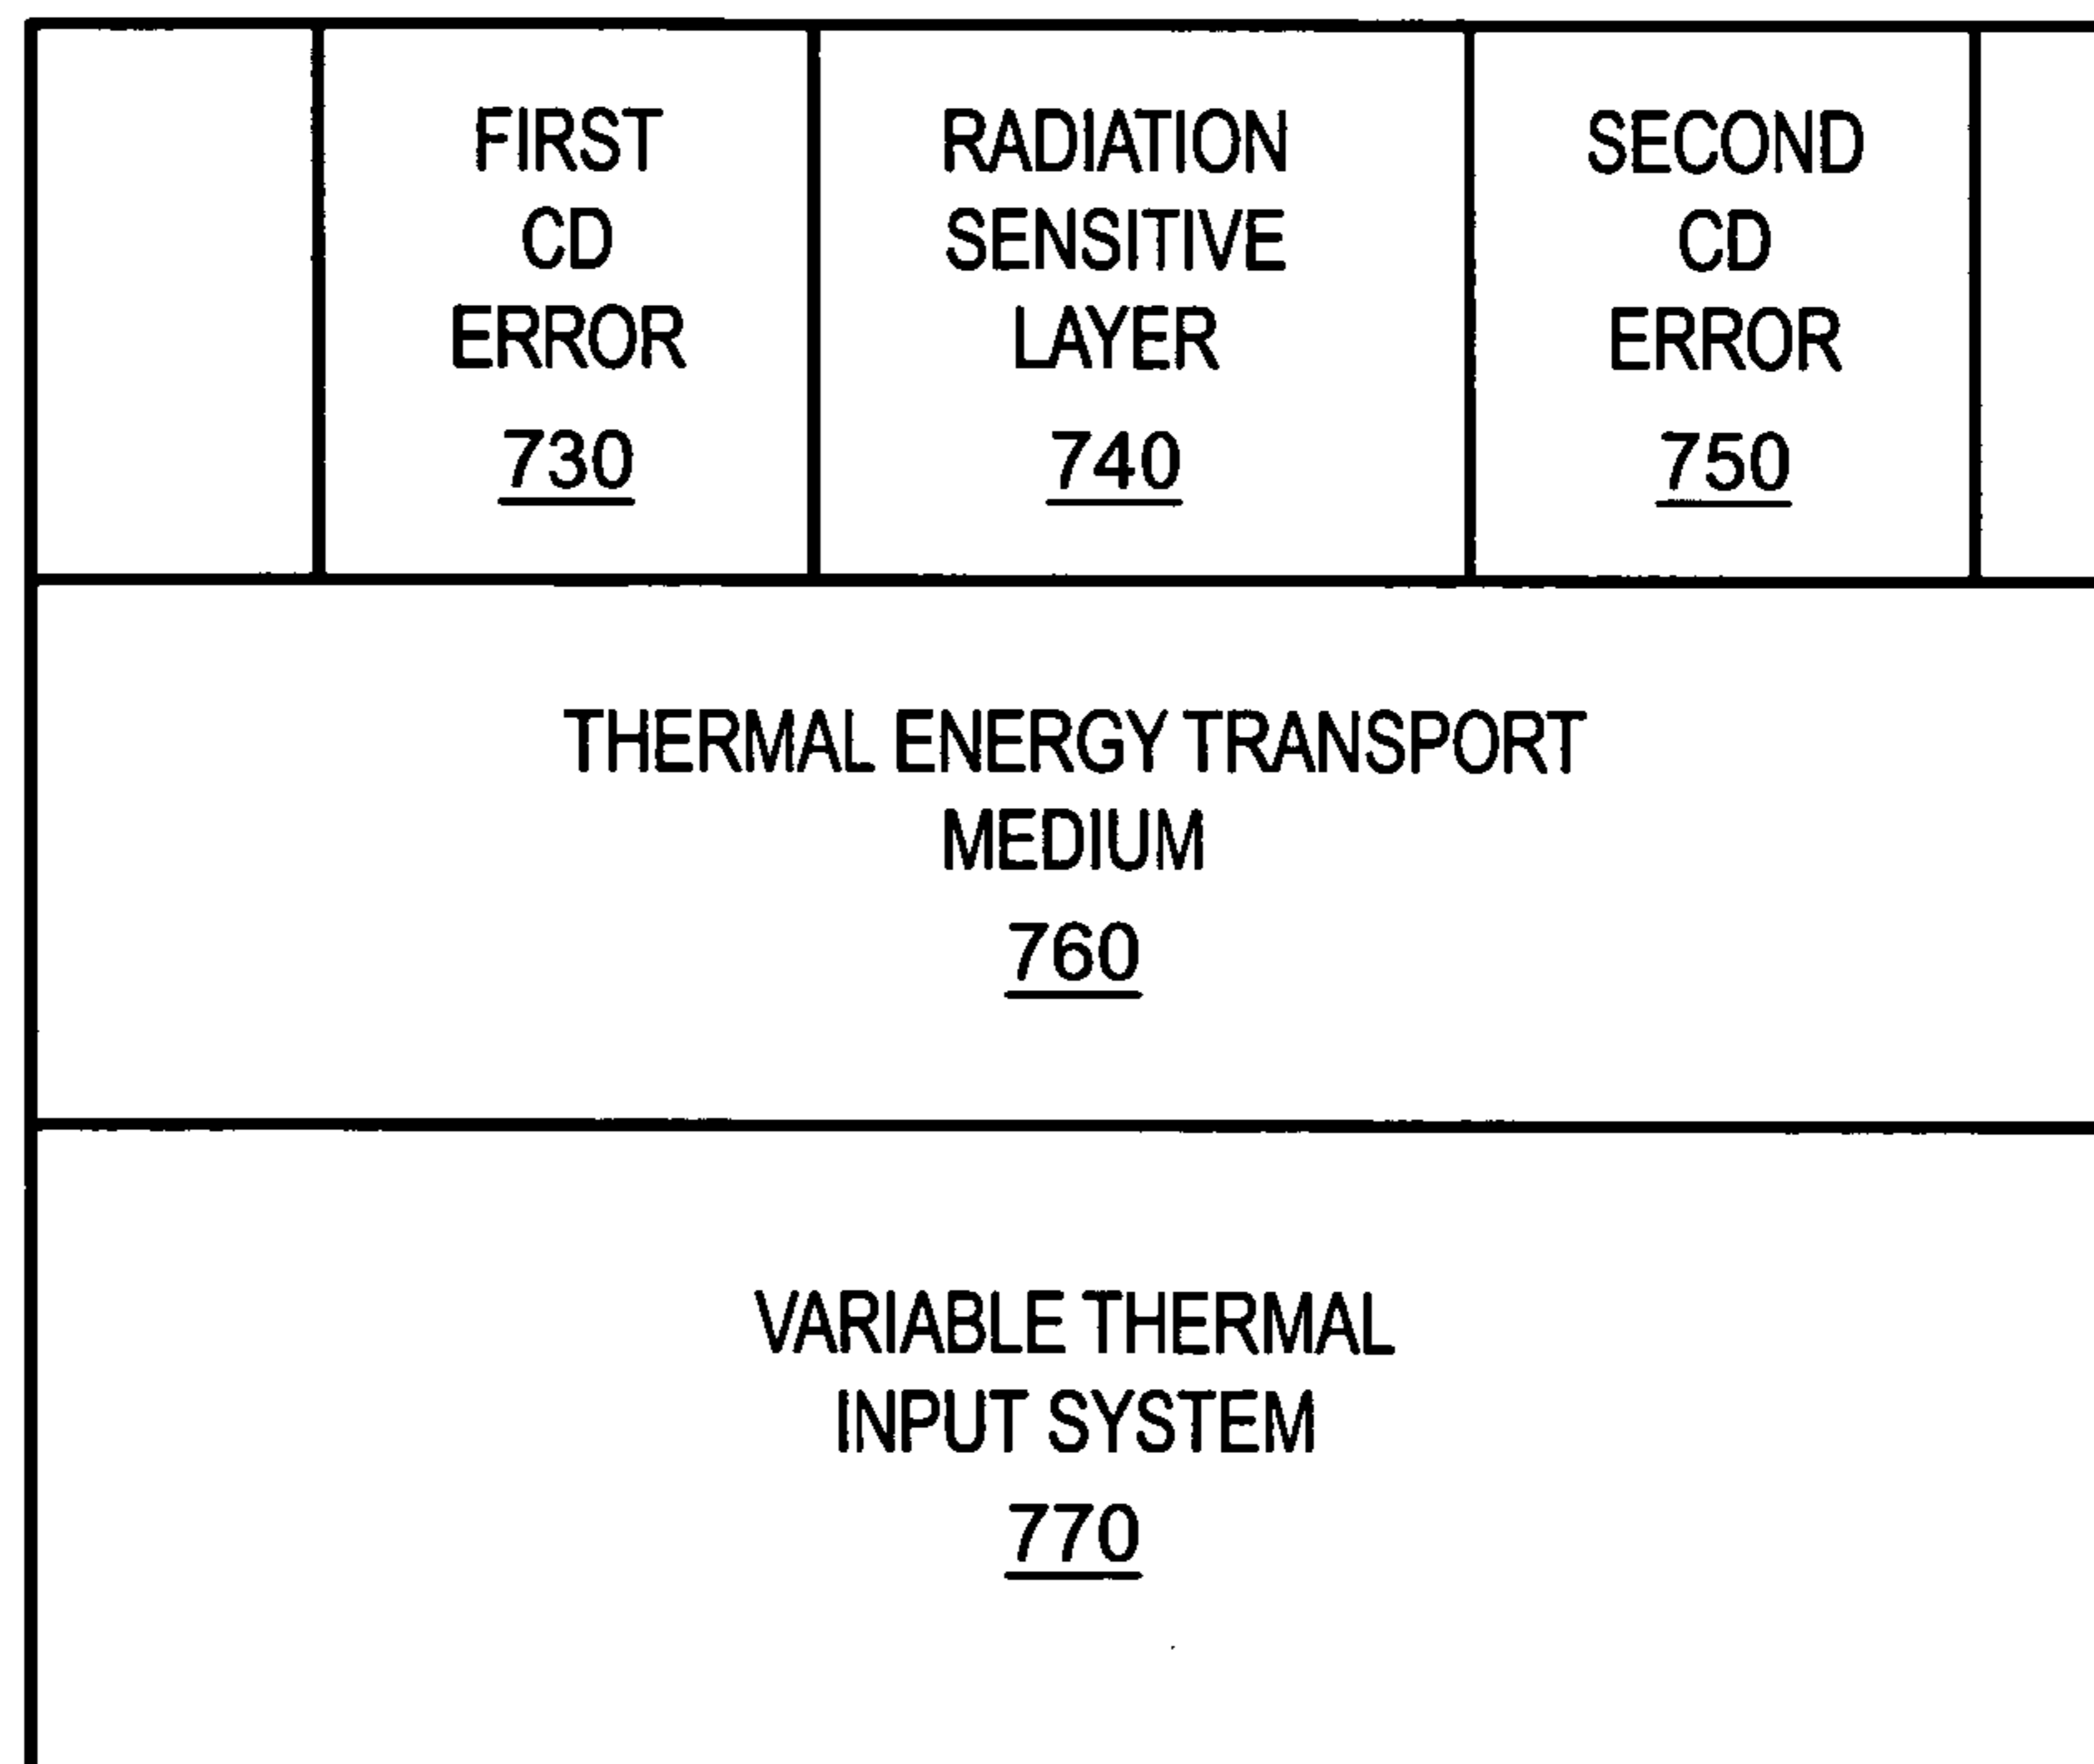 FIRST
CD
ERROR
730
RADIATION
SENSITIVE
LAYER
740
SECOND
CD
ERROR
750
THERMAL ENERGY TRANSPORT
MEDIUM
760
VARIABLE THERMAL
INPUT SYSTEM
770